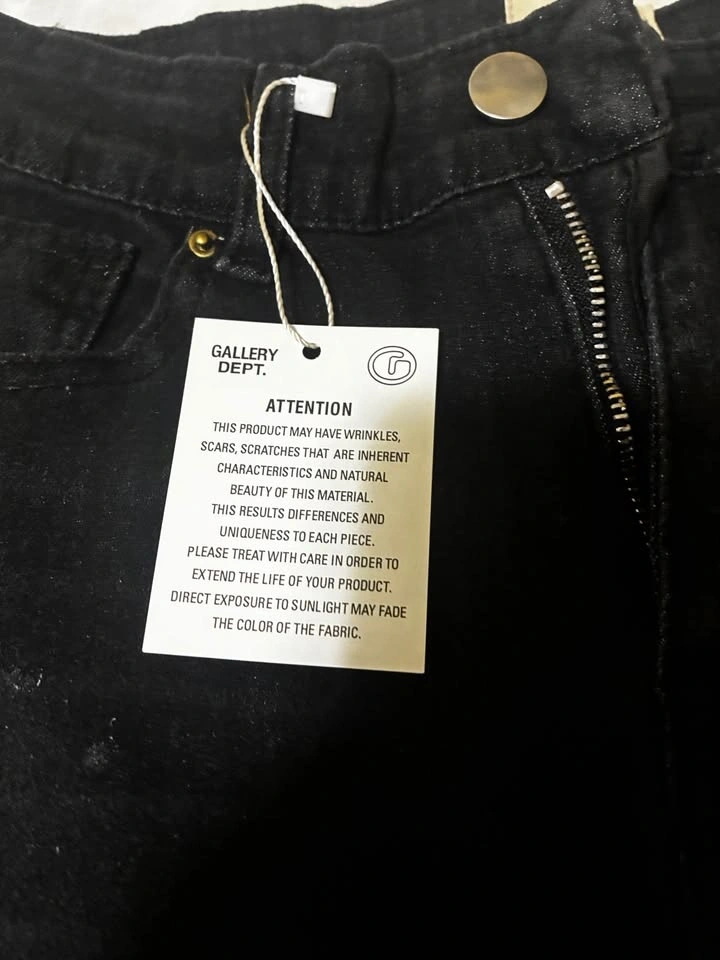 GALLERY
DEPT.
G
ATTENTION
THIS PRODUCT MAY HAVE WRINKLES,
SCARS, SCRATCHES THAT ARE INHERENT
CHARACTERISTICS AND NATURAL
BEAUTY OF THIS MATERIAL.
THIS RESULTS DIFFERENCES AND
UNIQUENESS TO EACH PIECE.
PLEASE TREAT WITH CARE IN ORDER TO
EXTEND THE LIFE OF YOUR PRODUCT.
DIRECT EXPOSURE TO SUNLIGHT MAY FADE
THE COLOR OF THE FABRIC.